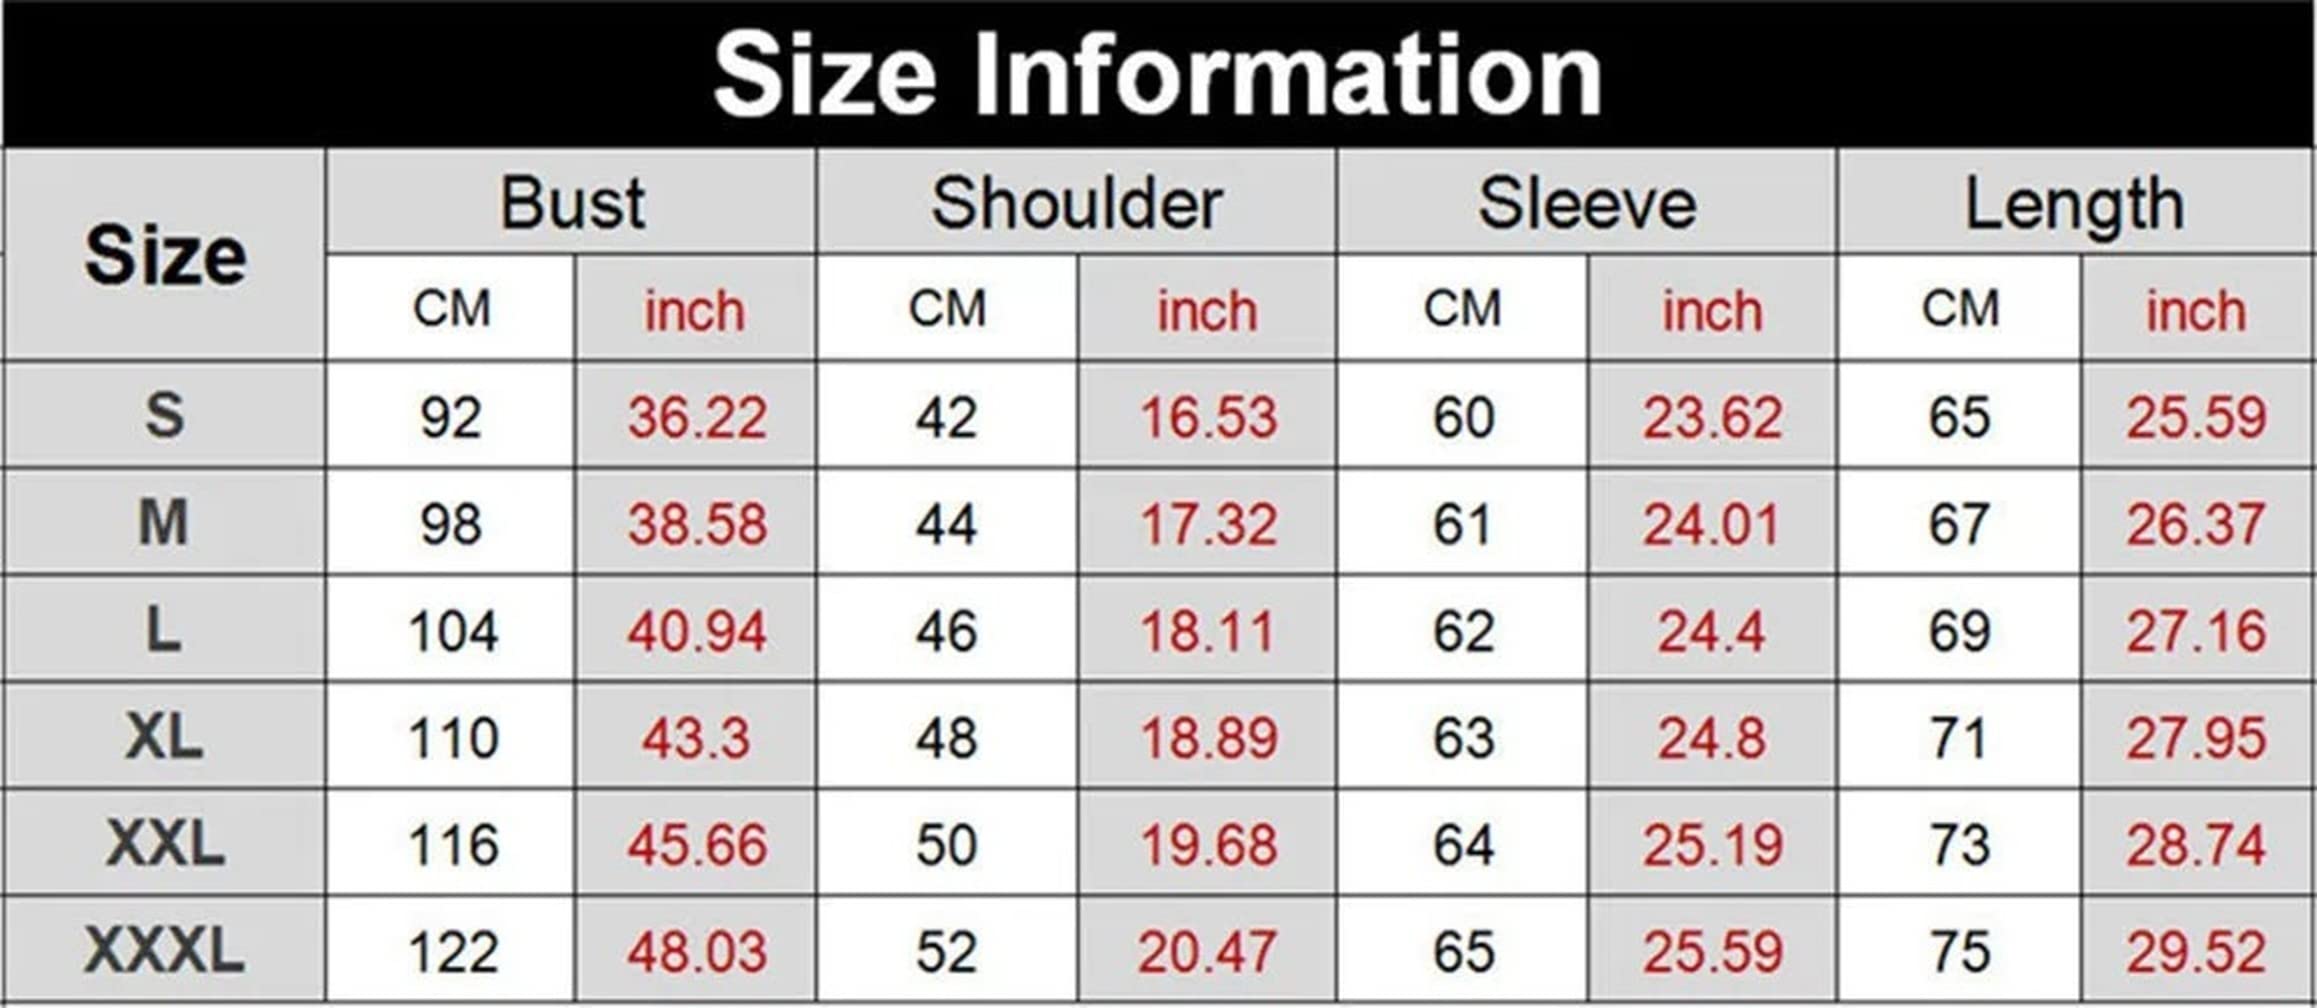 Size Information
Size Bust Shoulder Sleeve Length
CM inch CM inch CM inch CM inch
S 92 36.22 42 16.53 60 23.62 65 25.59
M 98 38.58 44 17.32 61 24.01 67 26.37
L 104 40.94 46 18.11 62 24.4 69 27.16
XL 110 43.3 48 18.89 63 24.8 71 27.95
XXL 116 45.66 50 19.68 64 25.19 73 28.74
XXXL 122 48.03 52 20.47 65 25.59 75 29.52